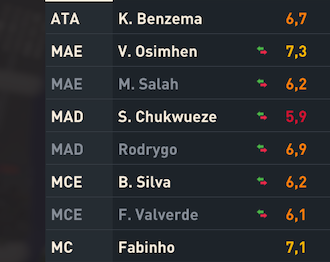 ATA K. Benzema 6,7
MAE V. Osimhen 7,3
MAE M. Salah 6,2
MAD S. Chukwueze 5,9
MAD Rodrygo 6,9
MCE B. Silva 6,2
MCE F. Valverde 6,1
MC Fabinho 7,1